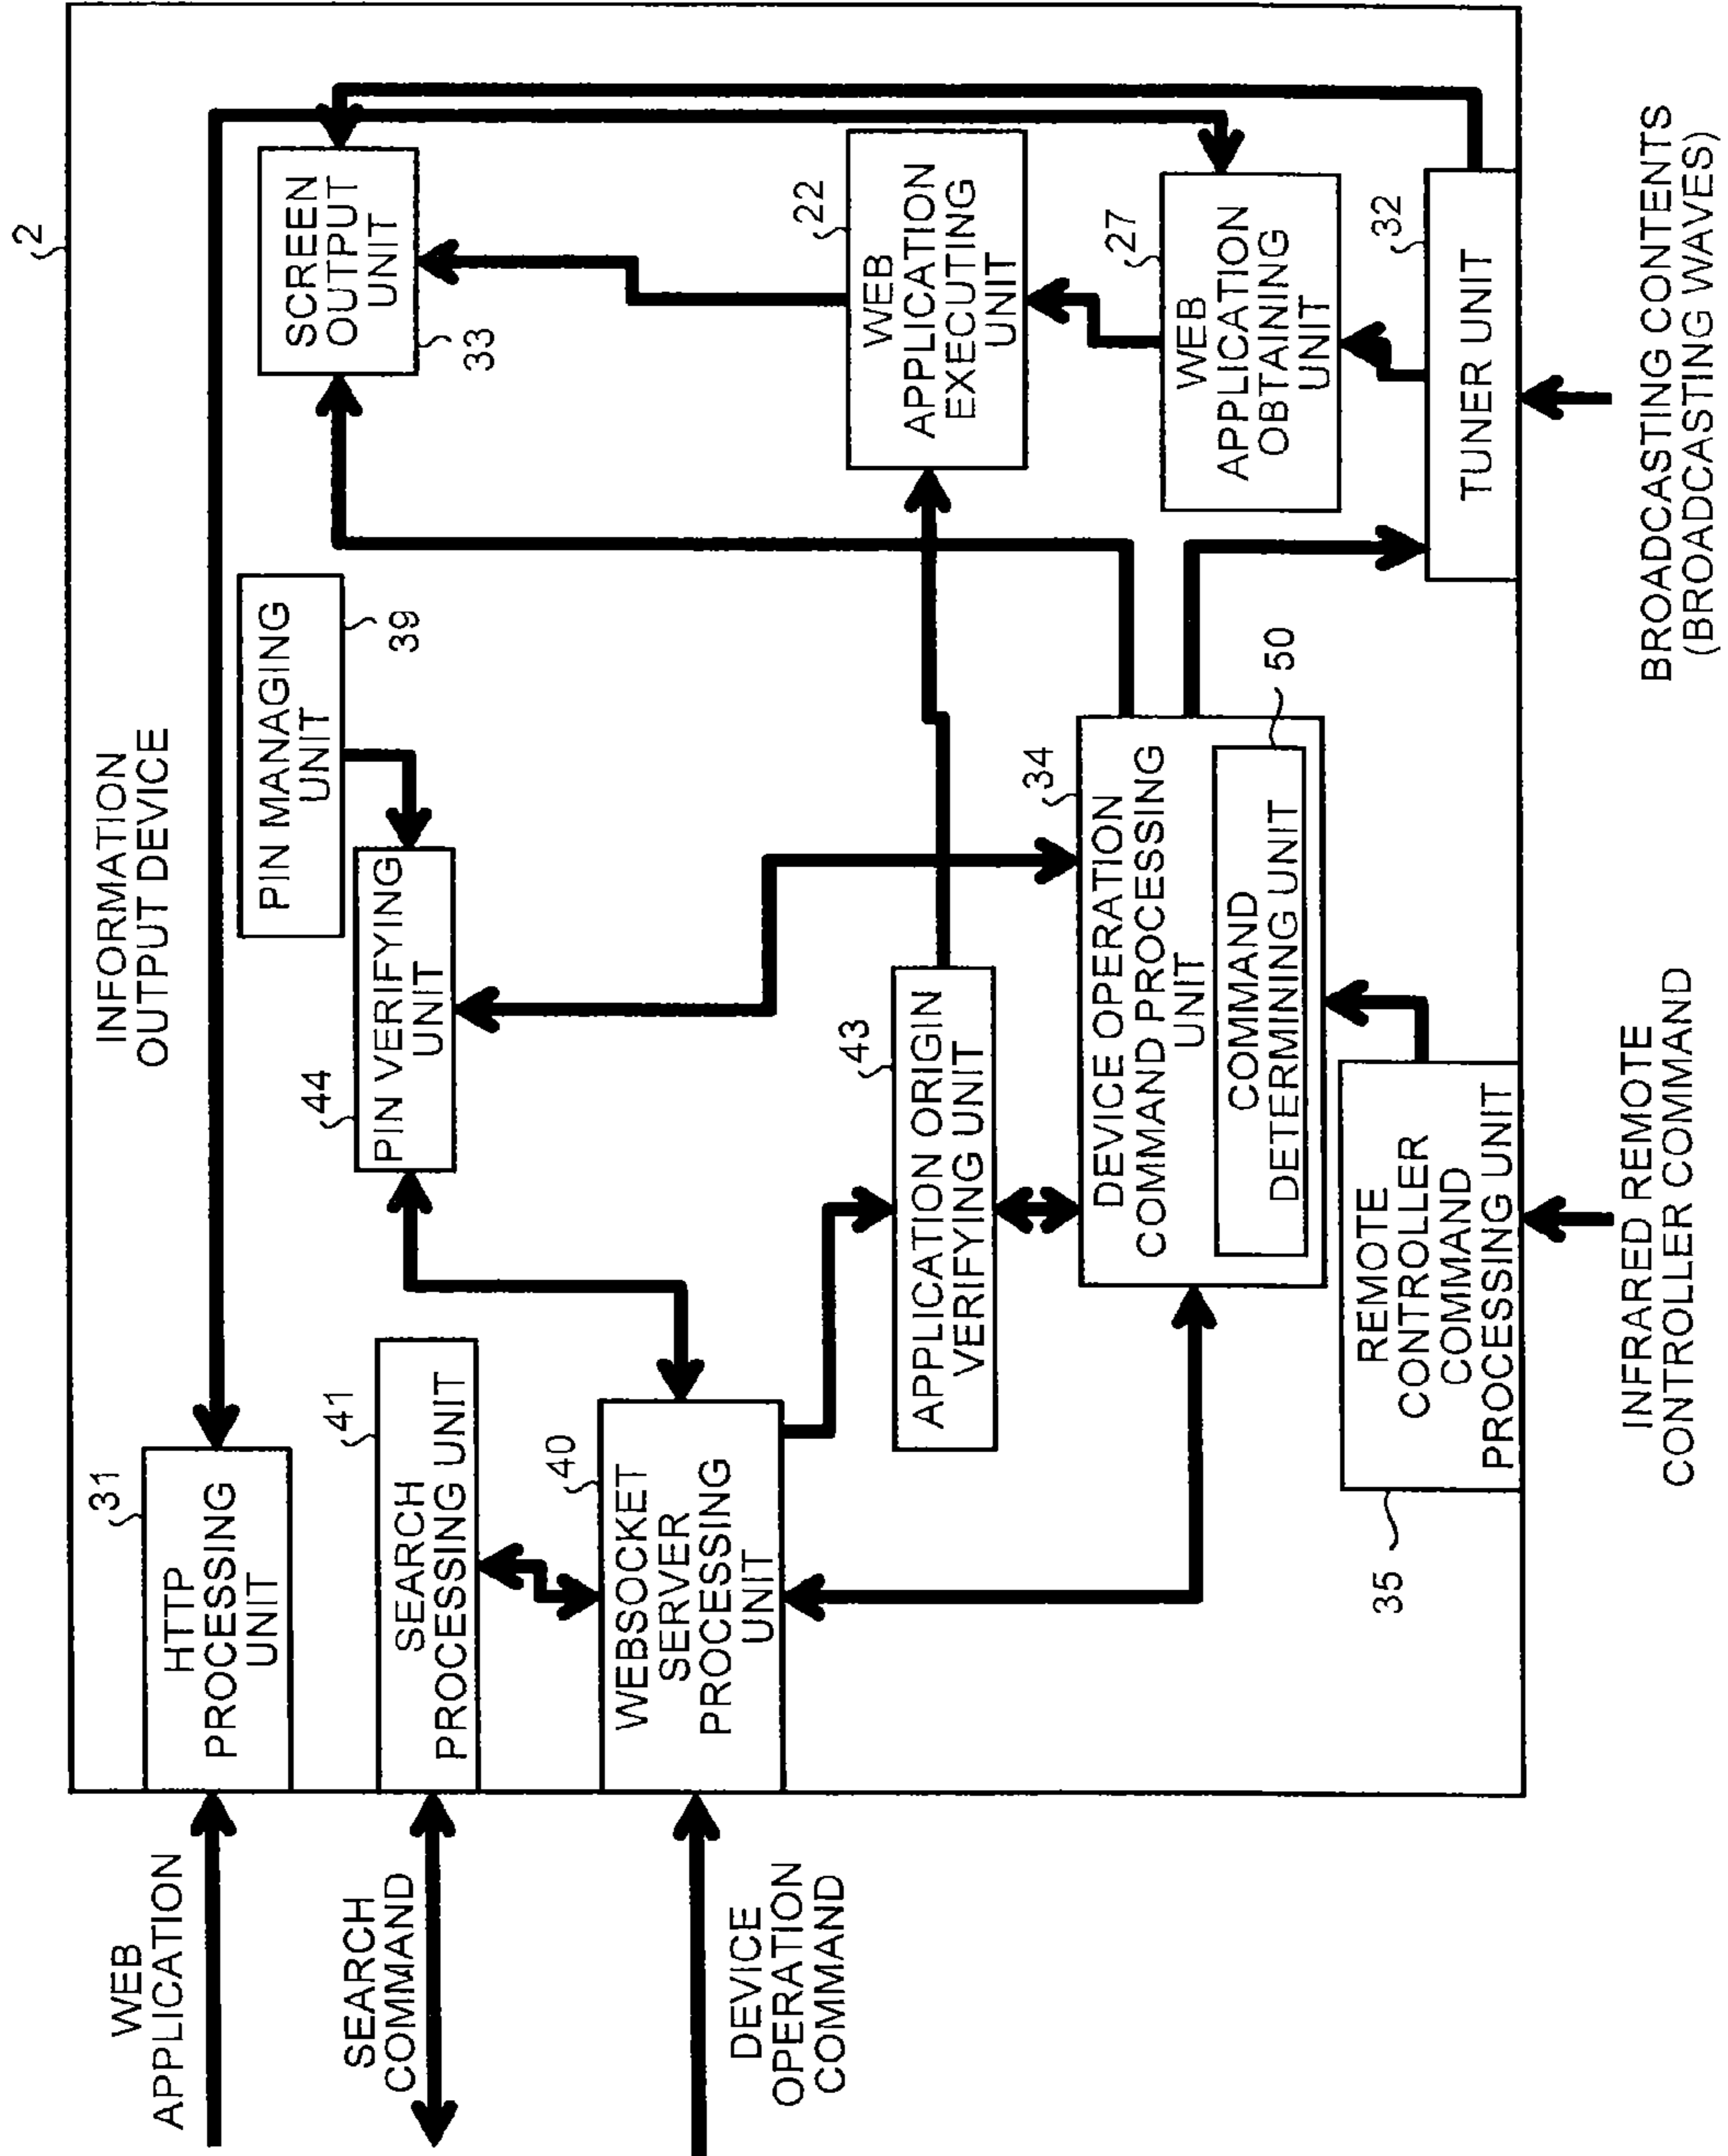 2
INFORMATION
OUTPUT DEVICE
WEB
APPLICATION
31
HTTP
PROCESSING
UNIT
SEARCH
COMMAND
41
SEARCH
PROCESSING UNIT
DEVICE
OPERATION
COMMAND
40
WEBSOCKET
SERVER
PROCESSING
UNIT
44
PIN VERIFYING
UNIT
PIN MANAGING
UNIT
39
SCREEN
OUTPUT
UNIT
33
43
APPLICATION ORIGIN
VERIFYING UNIT
22
WEB
APPLICATION
EXECUTING
UNIT
34
DEVICE OPERATION
COMMAND PROCESSING
UNIT
COMMAND
DETERMINING UNIT
50
27
WEB
APPLICATION
OBTAINING
UNIT
35
REMOTE
CONTROLLER
COMMAND
PROCESSING UNIT
32
TUNER UNIT
INFRARED REMOTE
CONTROLLER COMMAND
BROADCASTING CONTENTS
(BROADCASTING WAVES)